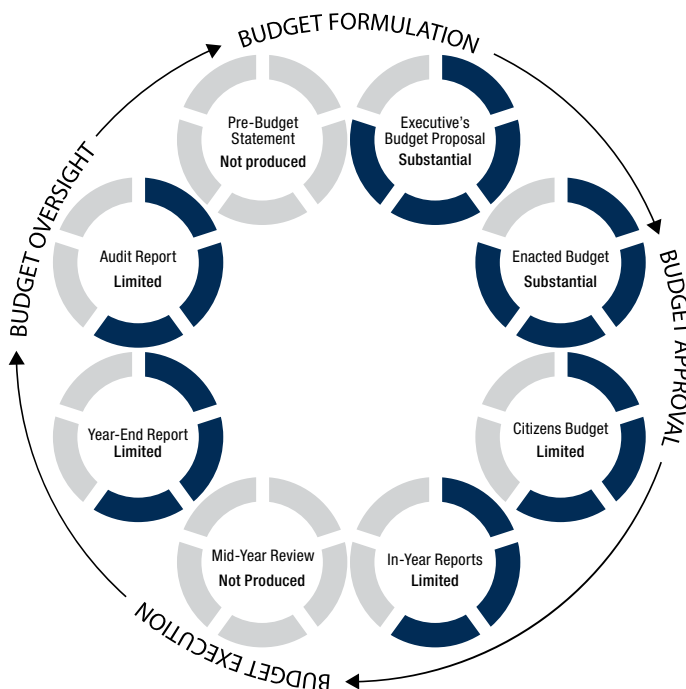 BUDGET FORMULATION
Pre-Budget
Statement
Not produced
Executive's
Budget Proposal
Substantial
BUDGET OVERSIGHT
Audit Report
Limited
Enacted Budget
Substantial
BUDGET APPROVAL
Year-End Report
Limited
Citizens Budget
Limited
Mid-Year Review
Not Produced
In-Year Reports
Limited
BUDGET EXECUTION